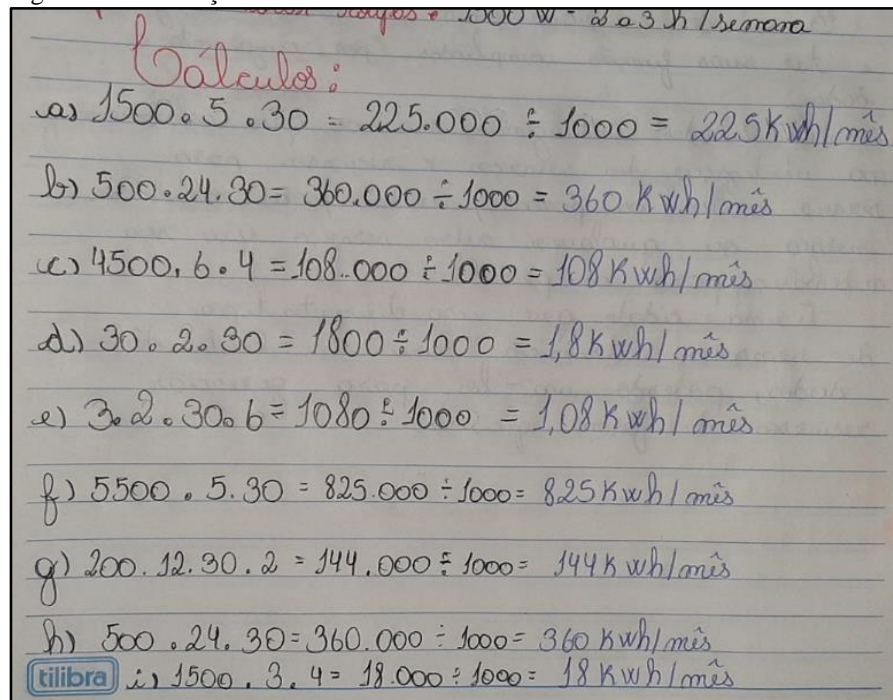 1500 W - 2 a 3 h / semana
Cálculos:
a) 1500 . 5 . 30 = 225.000 ÷ 1000 = 225 Kwh / mês
b) 500 . 24 . 30 = 360.000 ÷ 1000 = 360 Kwh / mês
c) 4500 . 6 . 4 = 108.000 ÷ 1000 = 108 Kwh / mês
d) 30 . 2 . 30 = 1800 ÷ 1000 = 1,8 Kwh / mês
e) 3 . 2 . 30 . 6 = 1080 ÷ 1000 = 1,08 Kwh / mês
f) 5500 . 5 . 30 = 825.000 ÷ 1000 = 825 Kwh / mês
g) 200 . 12 . 30 . 2 = 144.000 ÷ 1000 = 144 Kwh / mês
h) 500 . 24 . 30 = 360.000 ÷ 1000 = 360 Kwh / mês
tilibra i) 1500 . 3 . 4 = 18.000 ÷ 1000 = 18 Kwh / mês